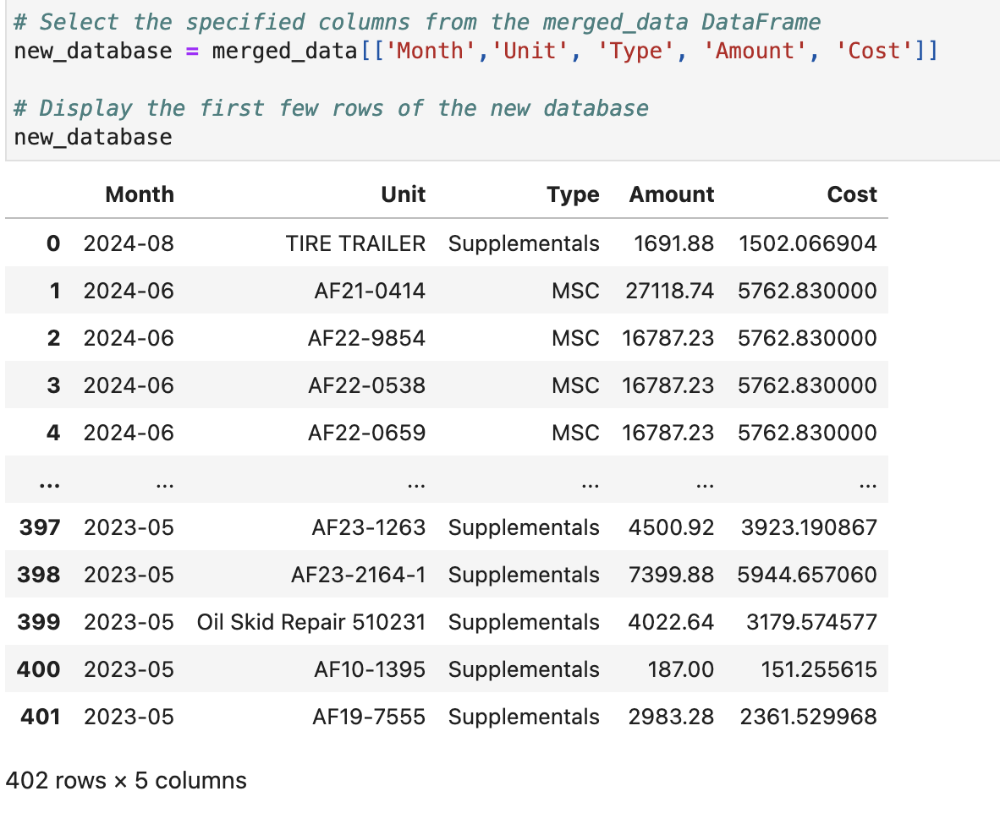 # Select the specified columns from the merged_data DataFrame
new_database = merged_data[['Month','Unit', 'Type', 'Amount', 'Cost']]
# Display the first few rows of the new database
new_database
Month Unit Type Amount Cost
0 2024-08 TIRE TRAILER Supplementals 1691.88 1502.066904
1 2024-06 AF21-0414 MSC 27118.74 5762.830000
2 2024-06 AF22-9854 MSC 16787.23 5762.830000
3 2024-06 AF22-0538 MSC 16787.23 5762.830000
4 2024-06 AF22-0659 MSC 16787.23 5762.830000
... ... ... ... ... ...
397 2023-05 AF23-1263 Supplementals 4500.92 3923.190867
398 2023-05 AF23-2164-1 Supplementals 7399.88 5944.657060
399 2023-05 Oil Skid Repair 510231 Supplementals 4022.64 3179.574577
400 2023-05 AF10-1395 Supplementals 187.00 151.255615
401 2023-05 AF19-7555 Supplementals 2983.28 2361.529968
402 rows × 5 columns